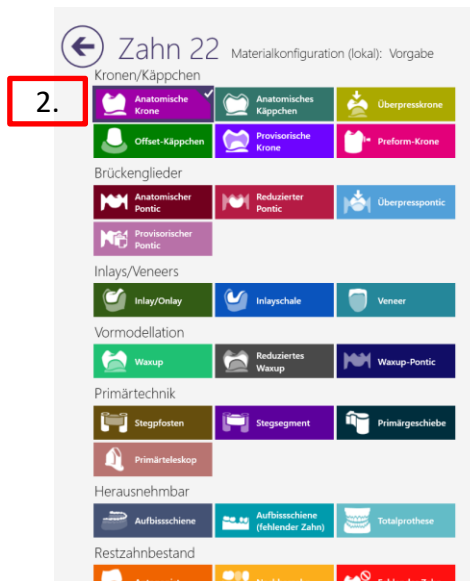 Zahn 22 Materialkonfiguration (lokal): Vorgabe
Kronen/Käppchen
2.
Anatomische Krone
Anatomisches Käppchen
Überpresskrone
Offset-Käppchen
Provisorische Krone
Preform-Krone
Brückenglieder
Anatomischer Pontic
Reduzierter Pontic
Überpresspontic
Provisorischer Pontic
Inlays/Veneers
Inlay/Onlay
Inlayschale
Veneer
Vormodellation
Waxup
Reduziertes Waxup
Waxup-Pontic
Primärtechnik
Stegpfosten
Stegsegment
Primärgeschiebe
Primärteleskop
Herausnehmbar
Aufbissschiene
Aufbissschiene (fehlender Zahn)
Totalprothese
Restzahnbestand